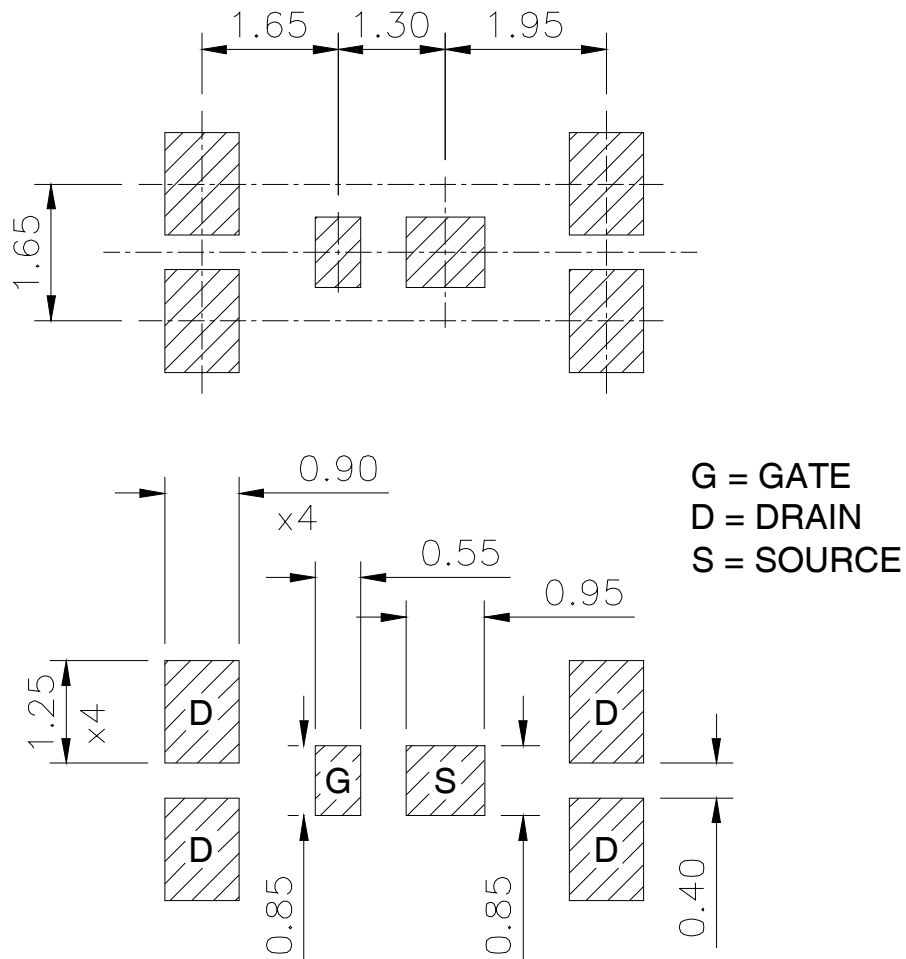 1.65 1.30 1.95
1.65
0.90
x4
G = GATE
D = DRAIN
S = SOURCE
0.55
0.95
1.25
x4
D
D
G
S
D
D
0.85
0.85
0.40